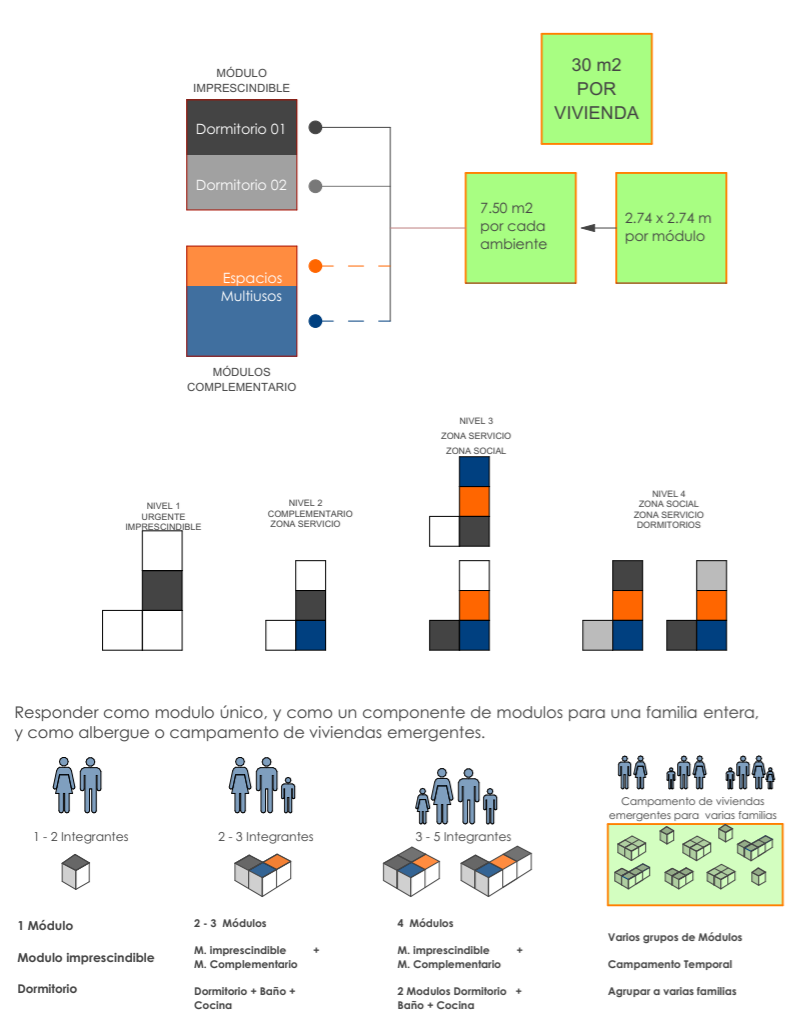 MÓDULO
IMPRESCINDIBLE
Dormitorio 01
Dormitorio 02
Espacios
Multiusos
MÓDULOS
COMPLEMENTARIO
30 m2
POR
VIVIENDA
7.50 m2
por cada
ambiente
2.74 x 2.74 m
por módulo
NIVEL 1
URGENTE
IMPRESCINDIBLE
NIVEL 2
COMPLEMENTARIO
ZONA SERVICIO
NIVEL 3
ZONA SERVICIO
ZONA SOCIAL
NIVEL 4
ZONA SOCIAL
ZONA SERVICIO
DORMITORIOS
Responder como modulo único, y como un componente de modulos para una familia entera,
y como albergue o campamento de viviendas emergentes.
1 - 2 Integrantes
1 Módulo
Modulo imprescindible
Dormitorio
2 - 3 Integrantes
2 - 3 Módulos
M. imprescindible +
M. Complementario
Dormitorio + Baño +
Cocina
3 - 5 Integrantes
4 Módulos
M. imprescindible +
M. Complementario
2 Modulos Dormitorio +
Baño + Cocina
Campamento de viviendas
emergentes para varias familias
Varios grupos de Módulos
Campamento Temporal
Agrupar a varias familias